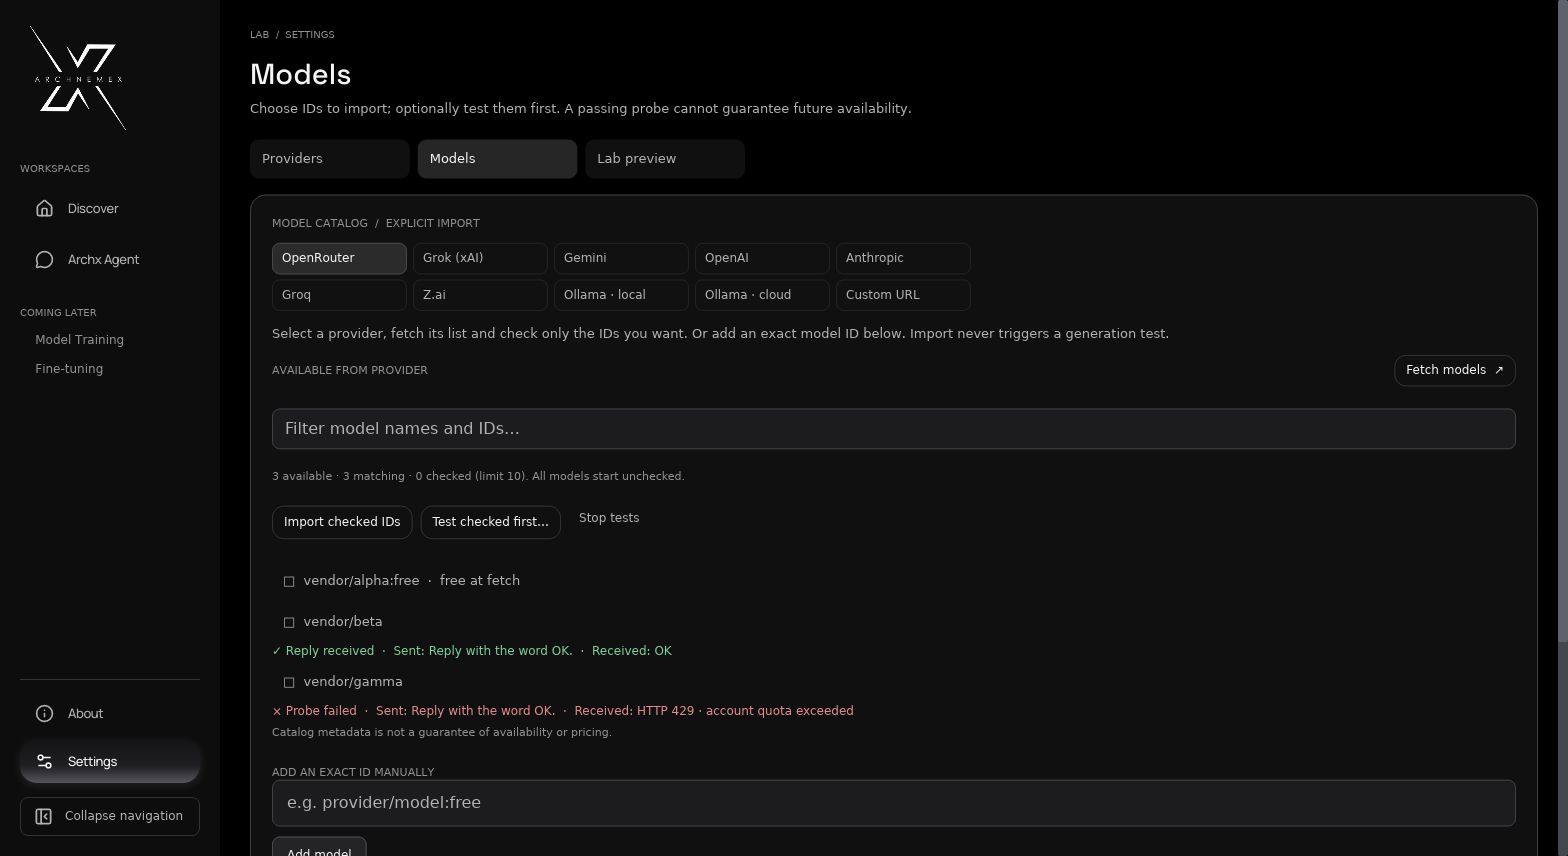 ARCHNEMEX
WORKSPACES
Discover
Archx Agent
COMING LATER
Model Training
Fine-tuning
About
Settings
Collapse navigation
LAB / SETTINGS
Models
Choose IDs to import; optionally test them first. A passing probe cannot guarantee future availability.
Providers
Models
Lab preview
MODEL CATALOG / EXPLICIT IMPORT
OpenRouter
Grok (xAI)
Gemini
OpenAI
Anthropic
Groq
Z.ai
Ollama · local
Ollama · cloud
Custom URL
Select a provider, fetch its list and check only the IDs you want. Or add an exact model ID below. Import never triggers a generation test.
AVAILABLE FROM PROVIDER
Fetch models ↗
Filter model names and IDs…
3 available · 3 matching · 0 checked (limit 10). All models start unchecked.
Import checked IDs
Test checked first…
Stop tests
□ vendor/alpha:free · free at fetch
□ vendor/beta
✓ Reply received · Sent: Reply with the word OK. · Received: OK
□ vendor/gamma
× Probe failed · Sent: Reply with the word OK. · Received: HTTP 429 · account quota exceeded
Catalog metadata is not a guarantee of availability or pricing.
ADD AN EXACT ID MANUALLY
e.g. provider/model:free
Add model